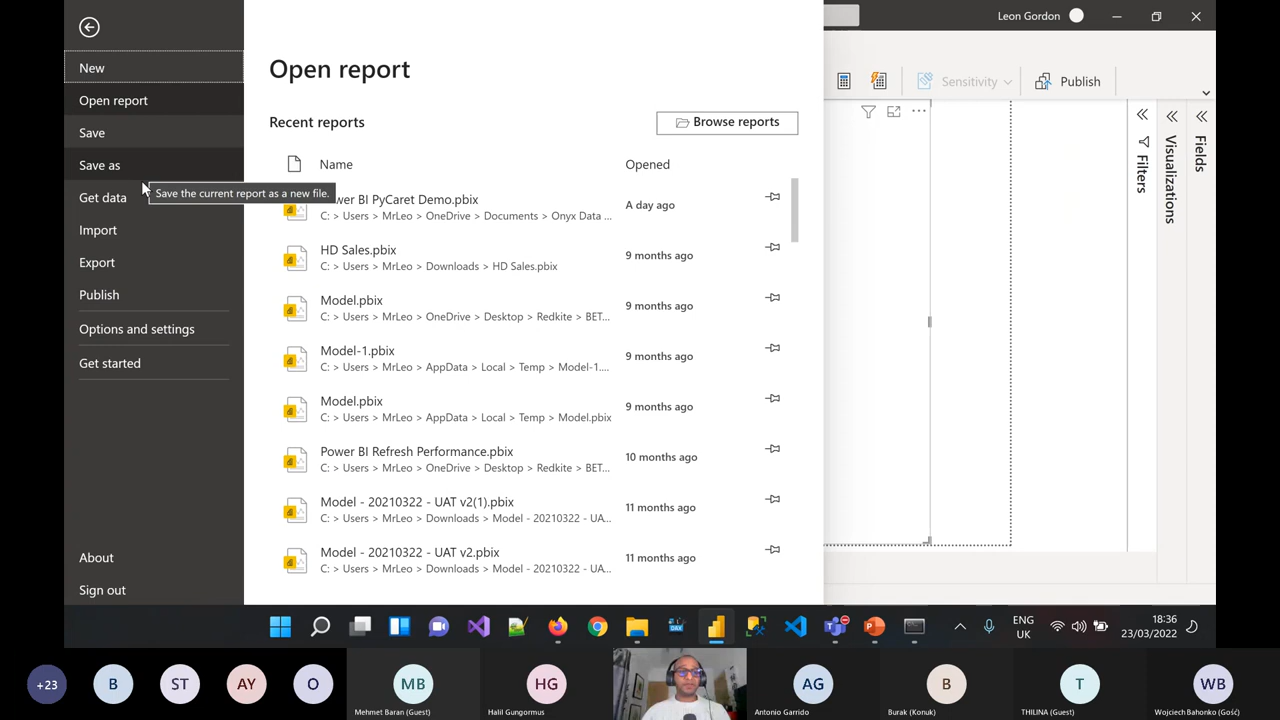 Leon Gordon
New
Open report
Save
Save as
Save the current report as a new file.
Get data
Import
Export
Publish
Options and settings
Get started
About
Sign out
Open report
Recent reports
Browse reports
Name
Opened
wer BI PyCaret Demo.pbix
A day ago
C: > Users > MrLeo > OneDrive > Documents > Onyx Data ...
HD Sales.pbix
9 months ago
C: > Users > MrLeo > Downloads > HD Sales.pbix
Model.pbix
9 months ago
C: > Users > MrLeo > OneDrive > Desktop > Redkite > BET...
Model-1.pbix
9 months ago
C: > Users > MrLeo > AppData > Local > Temp > Model-1....
Model.pbix
9 months ago
C: > Users > MrLeo > AppData > Local > Temp > Model.pbix
Power BI Refresh Performance.pbix
10 months ago
C: > Users > MrLeo > OneDrive > Desktop > Redkite > BET...
Model - 20210322 - UAT v2(1).pbix
11 months ago
C: > Users > MrLeo > Downloads > Model - 20210322 - UA...
Model - 20210322 - UAT v2.pbix
11 months ago
C: > Users > MrLeo > Downloads > Model - 20210322 - UA...
Sensitivity
Publish
Filters
Visualizations
Fields
DAX
ENG
UK
18:36
23/03/2022
+23
B
ST
AY
O
MB
Mehmet Baran (Guest)
HG
Halil Gungormus
AG
Antonio Garrido
B
Burak (Konuk)
T
THILINA (Guest)
WB
Wojciech Bahonko (Gość)